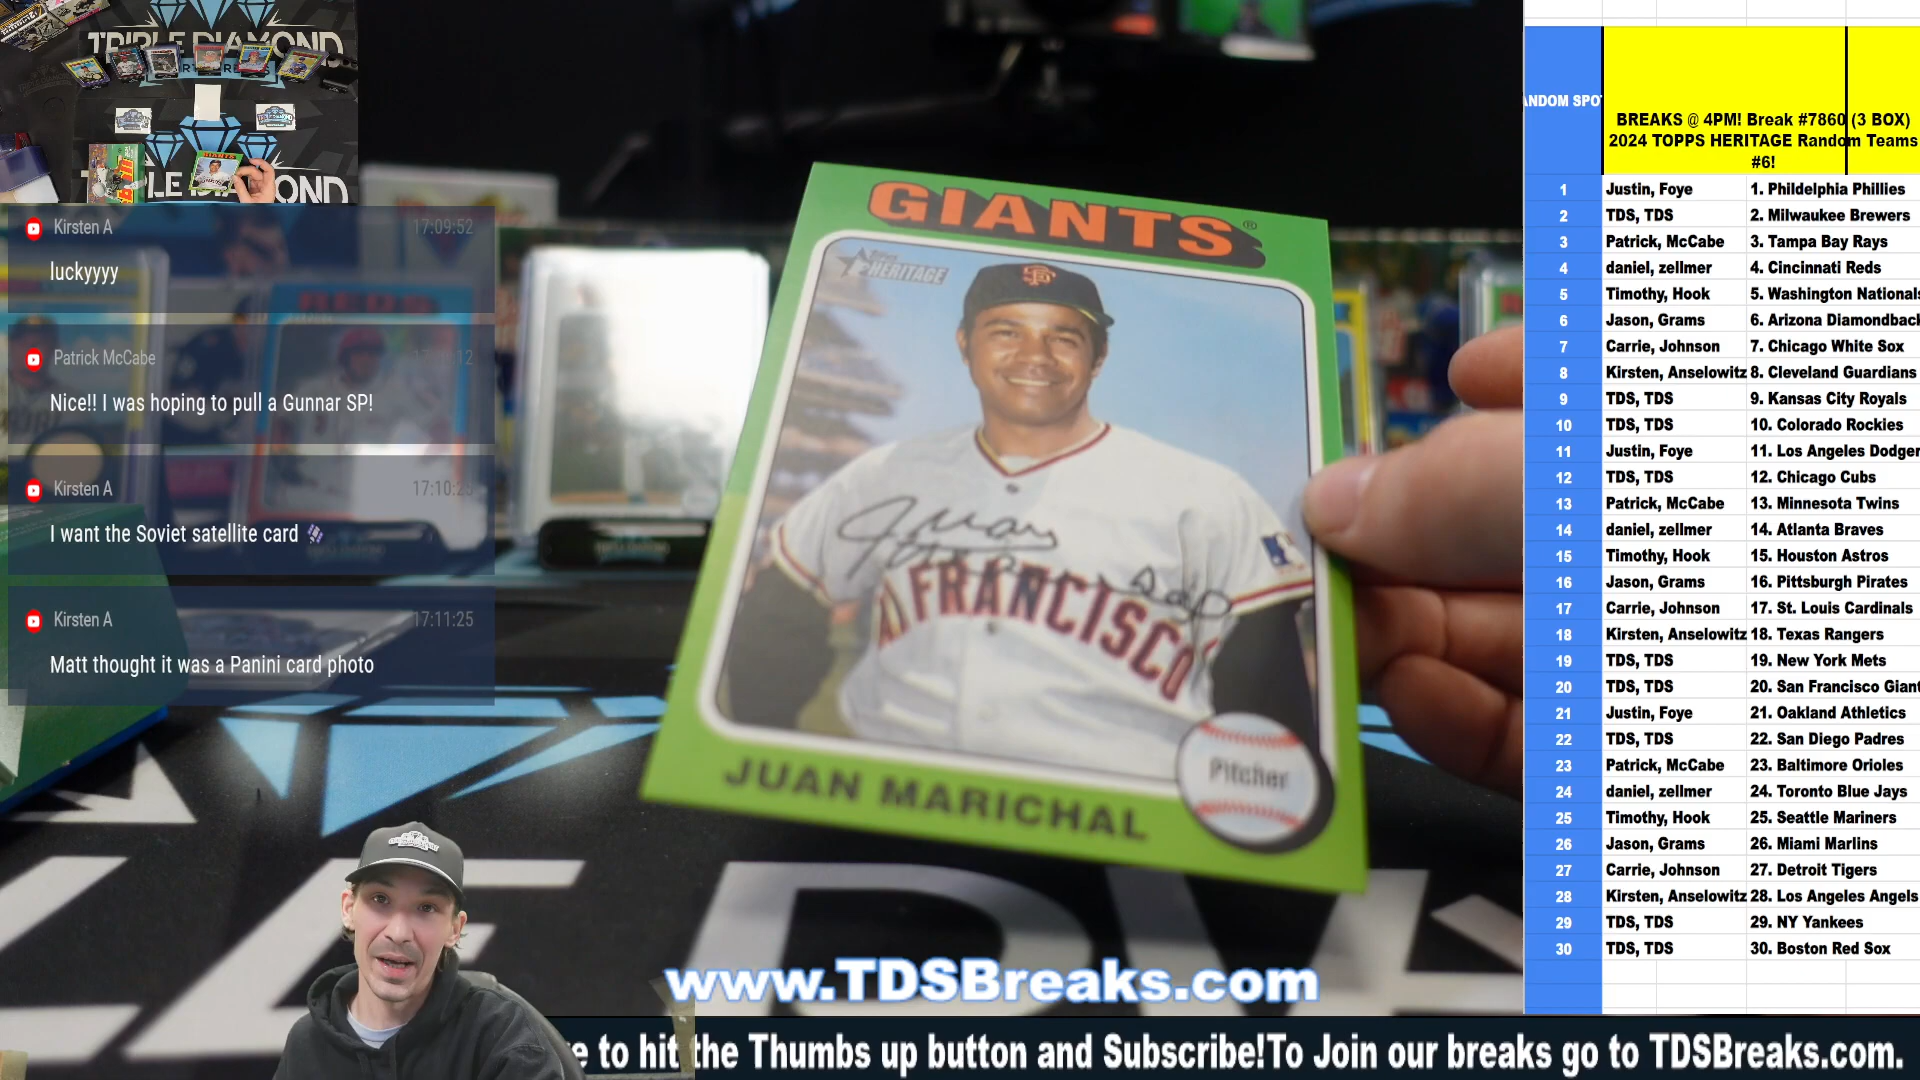 TRIPLE DIAMOND
GIANTS
Kirsten A 17:09:52
luckyyyy
Patrick McCabe
Nice!! I was hoping to pull a Gunnar SP!
Kirsten A
I want the Soviet satellite card
Kirsten A 17:11:25
Matt thought it was a Panini card photo
REDS
GIANTS®
Topps HERITAGE
SF
Juan
FRANCISCO
JUAN MARICHAL
Pitcher
www.TDSBreaks.com
e to hit the Thumbs up button and Subscribe!To Join our breaks go to TDSBreaks.com.
ANDOM SPO
BREAKS @ 4PM! Break #7860 (3 BOX)
2024 TOPPS HERITAGE Random Teams
#6!
1 Justin, Foye 1. Phildelphia Phillies
2 TDS, TDS 2. Milwaukee Brewers
3 Patrick, McCabe 3. Tampa Bay Rays
4 daniel, zellmer 4. Cincinnati Reds
5 Timothy, Hook 5. Washington Nationals
6 Jason, Grams 6. Arizona Diamondback
7 Carrie, Johnson 7. Chicago White Sox
8 Kirsten, Anselowitz 8. Cleveland Guardians
9 TDS, TDS 9. Kansas City Royals
10 TDS, TDS 10. Colorado Rockies
11 Justin, Foye 11. Los Angeles Dodger
12 TDS, TDS 12. Chicago Cubs
13 Patrick, McCabe 13. Minnesota Twins
14 daniel, zellmer 14. Atlanta Braves
15 Timothy, Hook 15. Houston Astros
16 Jason, Grams 16. Pittsburgh Pirates
17 Carrie, Johnson 17. St. Louis Cardinals
18 Kirsten, Anselowitz 18. Texas Rangers
19 TDS, TDS 19. New York Mets
20 TDS, TDS 20. San Francisco Giant
21 Justin, Foye 21. Oakland Athletics
22 TDS, TDS 22. San Diego Padres
23 Patrick, McCabe 23. Baltimore Orioles
24 daniel, zellmer 24. Toronto Blue Jays
25 Timothy, Hook 25. Seattle Mariners
26 Jason, Grams 26. Miami Marlins
27 Carrie, Johnson 27. Detroit Tigers
28 Kirsten, Anselowitz 28. Los Angeles Angels
29 TDS, TDS 29. NY Yankees
30 TDS, TDS 30. Boston Red Sox